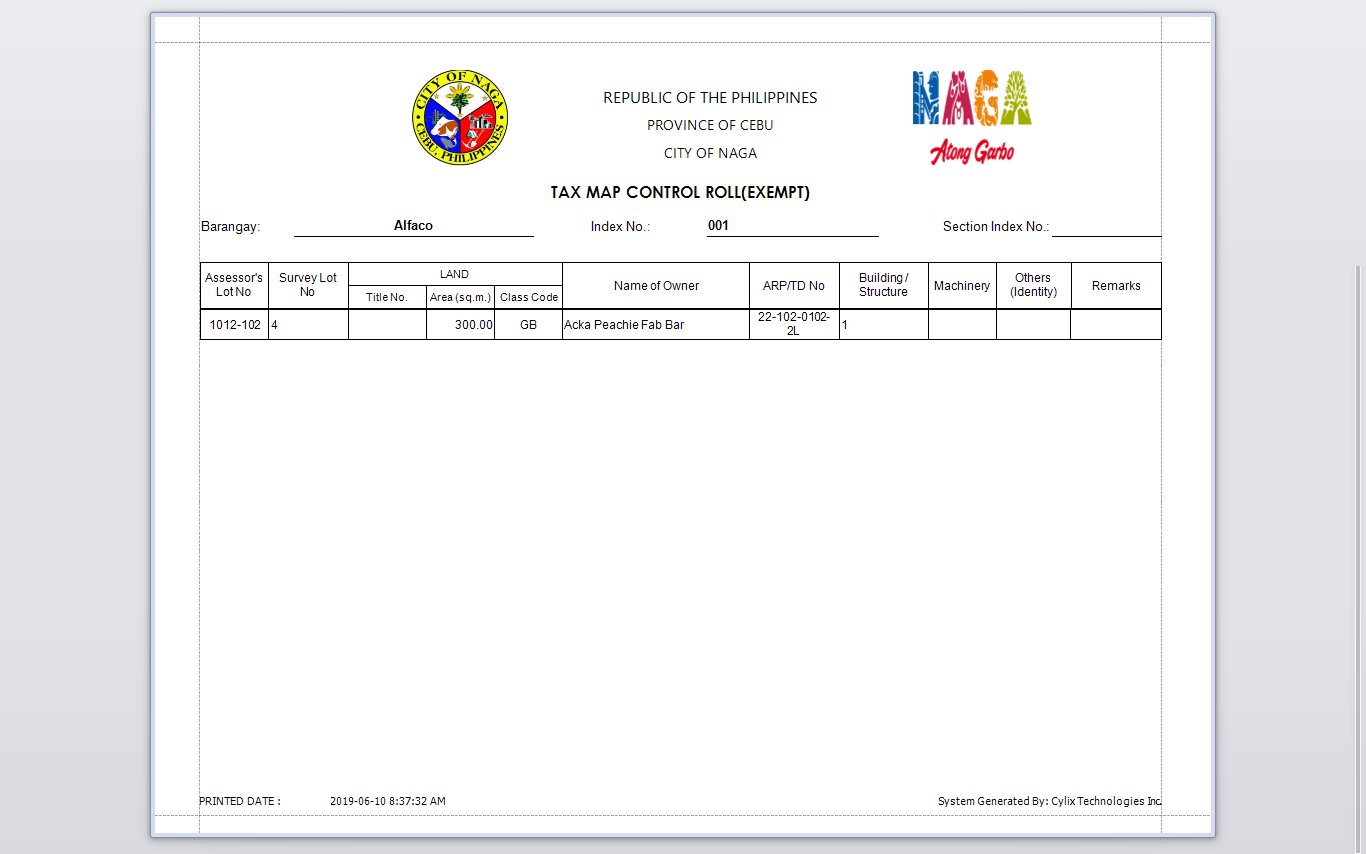 CITY OF NAGA
CEBU, PHILIPPINES
REPUBLIC OF THE PHILIPPINES
PROVINCE OF CEBU
CITY OF NAGA
NAGA
Atong Garbo
TAX MAP CONTROL ROLL(EXEMPT)
Barangay: Alfaco Index No.: 001 Section Index No.:
Assessor's Lot No Survey Lot No LAND Title No. Area (sq.m.) Class Code Name of Owner ARP/TD No Building / Structure Machinery Others (Identity) Remarks
1012-102 4 300.00 GB Acka Peachie Fab Bar 22-102-0102-2L 1
PRINTED DATE : 2019-06-10 8:37:32 AM System Generated By: Cylix Technologies Inc.